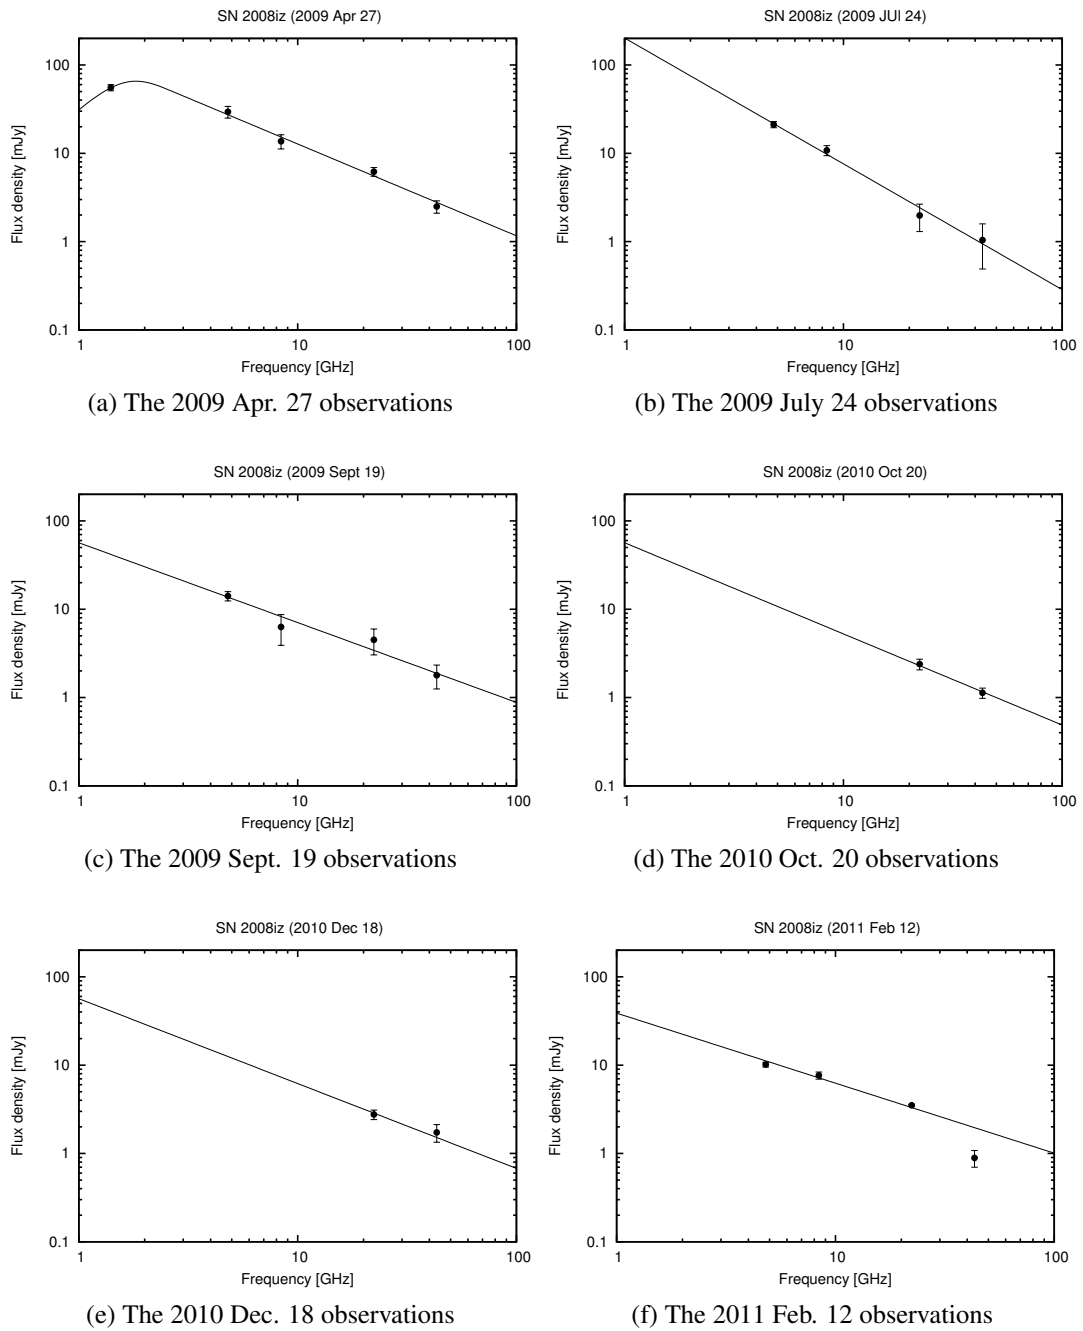 SN 2008iz (2009 Apr 27)
100
10
1
0.1
Flux density [mJy]
1
10
100
Frequency [GHz]
(a) The 2009 Apr. 27 observations
SN 2008iz (2009 JUl 24)
100
10
1
0.1
Flux density [mJy]
1
10
100
Frequency [GHz]
(b) The 2009 July 24 observations
SN 2008iz (2009 Sept 19)
100
10
1
0.1
Flux density [mJy]
1
10
100
Frequency [GHz]
(c) The 2009 Sept. 19 observations
SN 2008iz (2010 Oct 20)
100
10
1
0.1
Flux density [mJy]
1
10
100
Frequency [GHz]
(d) The 2010 Oct. 20 observations
SN 2008iz (2010 Dec 18)
100
10
1
0.1
Flux density [mJy]
1
10
100
Frequency [GHz]
(e) The 2010 Dec. 18 observations
SN 2008iz (2011 Feb 12)
100
10
1
0.1
Flux density [mJy]
1
10
100
Frequency [GHz]
(f) The 2011 Feb. 12 observations